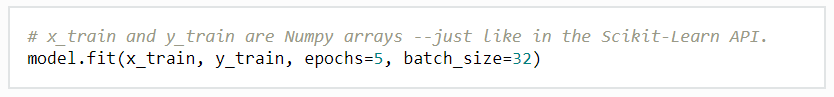 # x_train and y_train are Numpy arrays --just like in the Scikit-Learn API.
model.fit(x_train, y_train, epochs=5, batch_size=32)